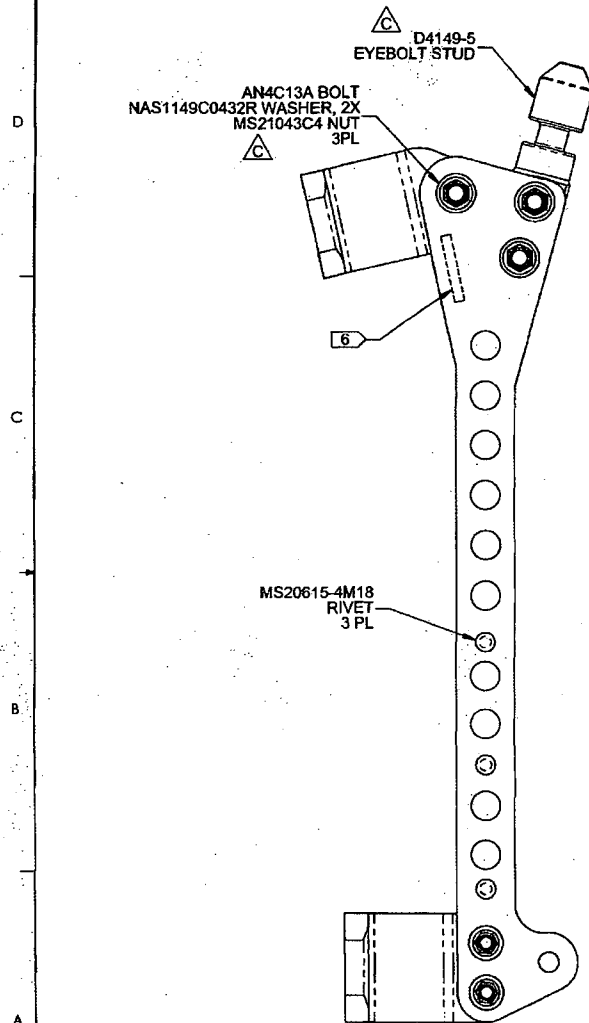 C
D4149-5
EYEBOLT STUD
AN4C13A BOLT
NAS1149C0432R WASHER, 2X
MS21043C4 NUT
3PL
C
D
6
C
MS20615-4M18
RIVET
3 PL
B
A